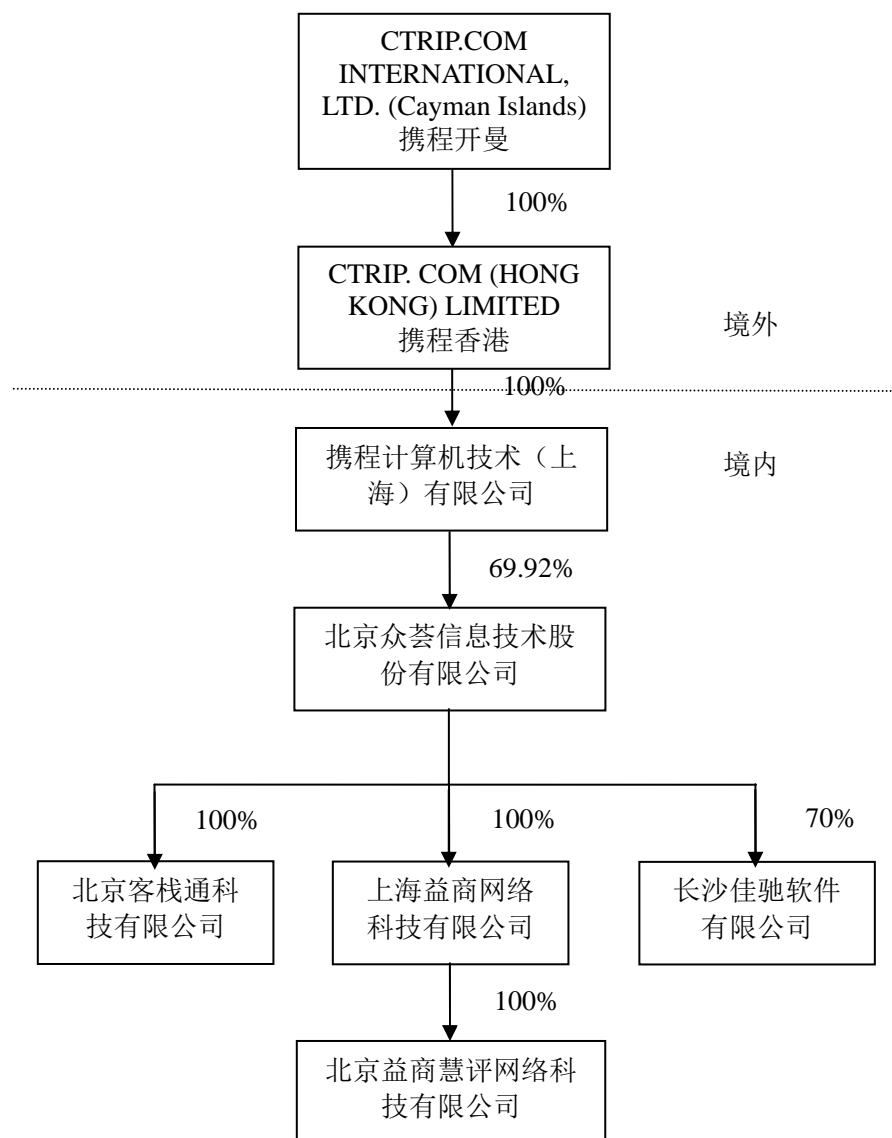 CTRIP.COM
INTERNATIONAL,
LTD. (Cayman Islands)
携程开曼
100%
CTRIP. COM (HONG
KONG) LIMITED
携程香港
境外
100%
携程计算机技术（上
海）有限公司
境内
69.92%
北京众荟信息技术股
份有限公司
100%
100%
70%
北京客栈通科
技有限公司
上海益商网络
科技有限公司
长沙佳驰软件
有限公司
100%
北京益商慧评网络科
技有限公司